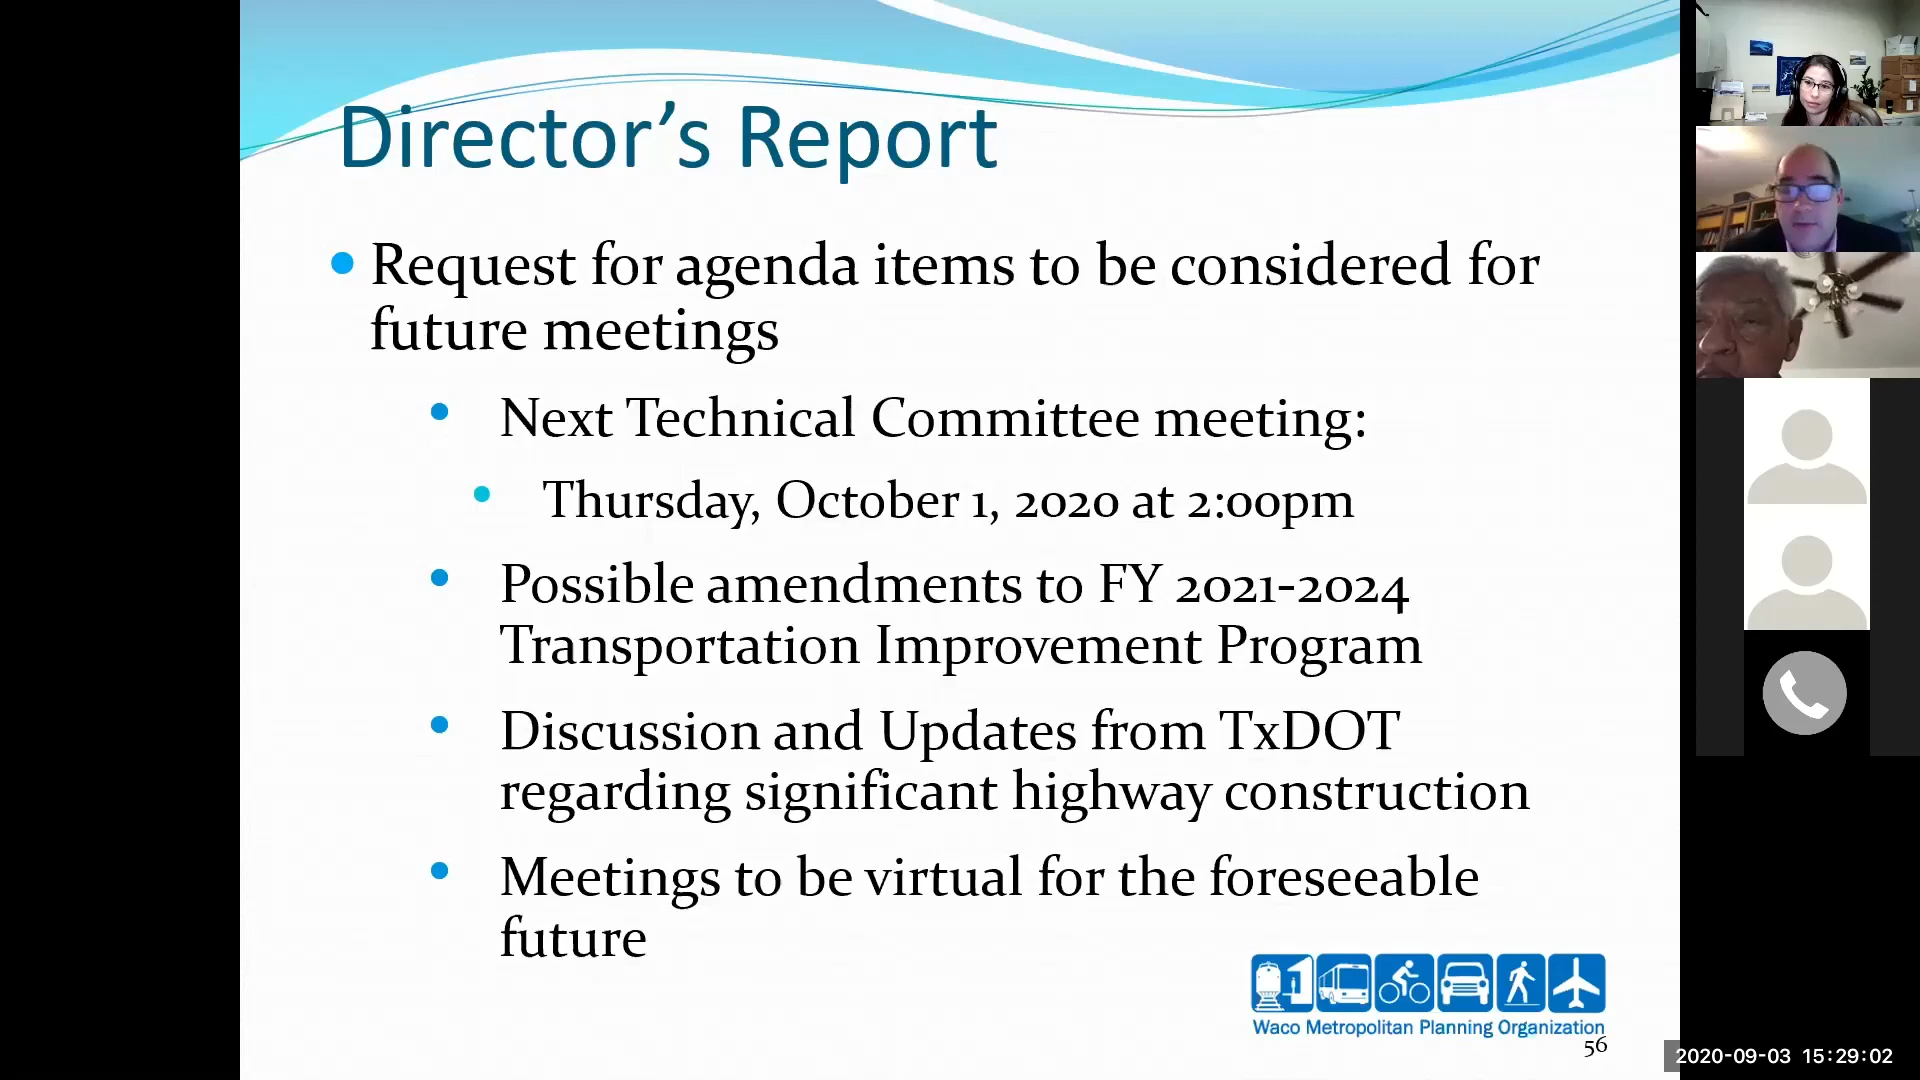 Director’s Report
Request for agenda items to be considered for
future meetings
Next Technical Committee meeting:
Thursday, October 1, 2020 at 2:00pm
Possible amendments to FY 2021-2024
Transportation Improvement Program
Discussion and Updates from TxDOT
regarding significant highway construction
Meetings to be virtual for the foreseeable
future
Waco Metropolitan Planning Organization
56
2020-09-03 15:29:02